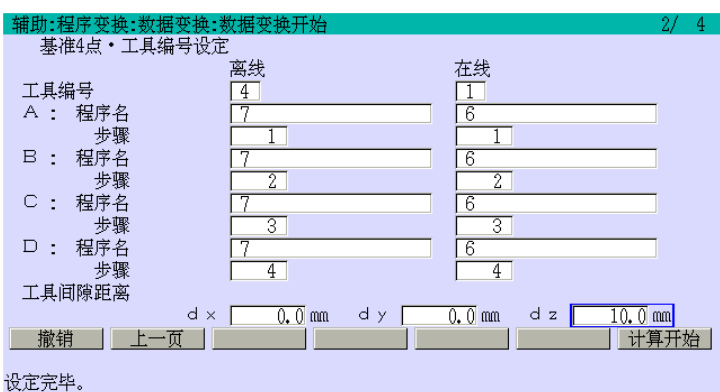 辅助:程序变换:数据变换:数据变换开始 2/ 4
基准4点・工具编号设定
离线 在线
工具编号 4 1
A : 程序名 7 6
步骤 1 1
B : 程序名 7 6
步骤 2 2
C : 程序名 7 6
步骤 3 3
D : 程序名 7 6
步骤 4 4
工具间隙距离
dx 0.0 mm dy 0.0 mm dz 10.0 mm
撤销 上一页 计算开始
设定完毕。